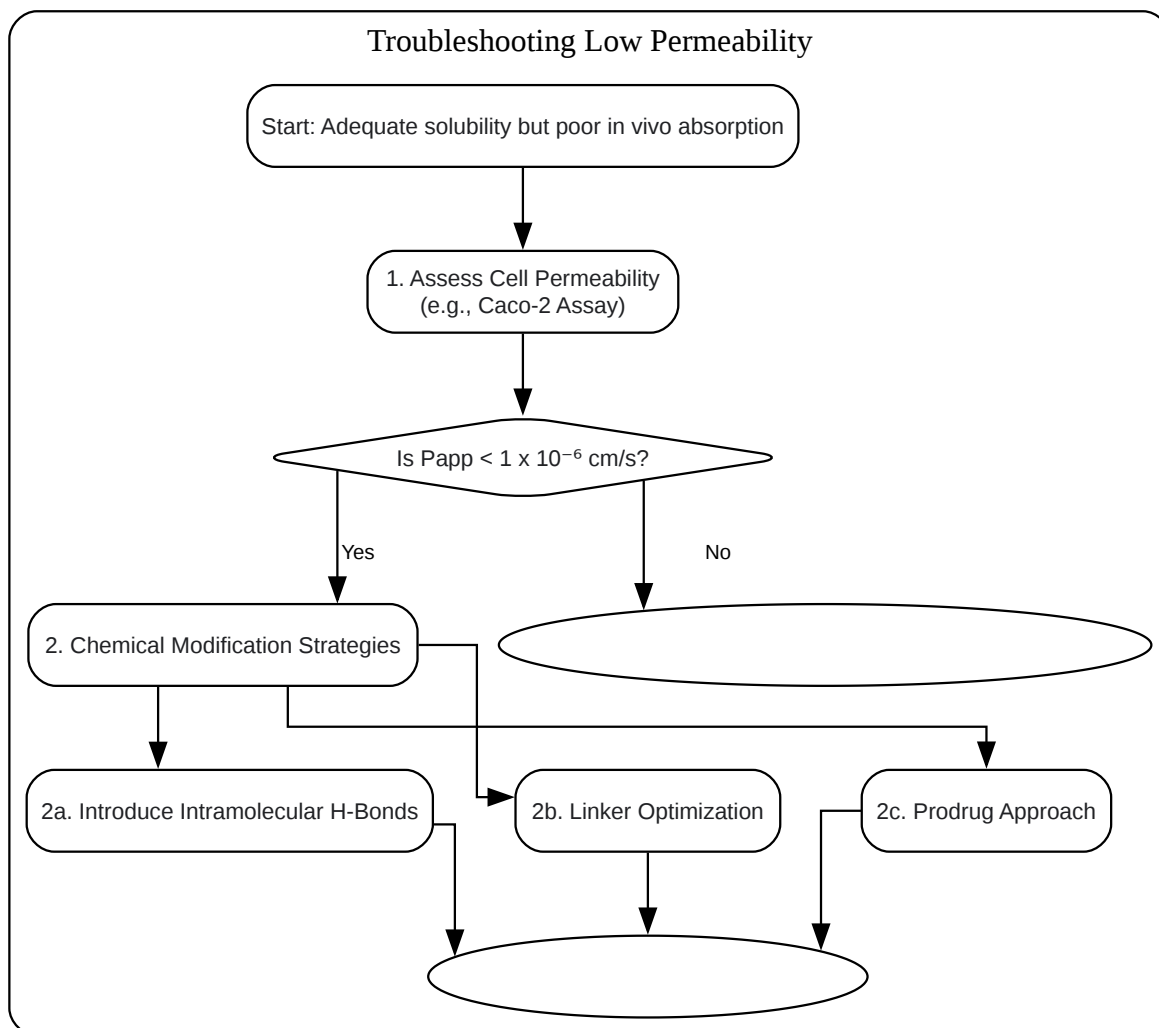 Troubleshooting Low Permeability
Start: Adequate solubility but poor in vivo absorption
1. Assess Cell Permeability
(e.g., Caco-2 Assay)
Is Papp < 1 x 10⁻⁶ cm/s?
Yes
No
2. Chemical Modification Strategies
2a. Introduce Intramolecular H-Bonds
2b. Linker Optimization
2c. Prodrug Approach